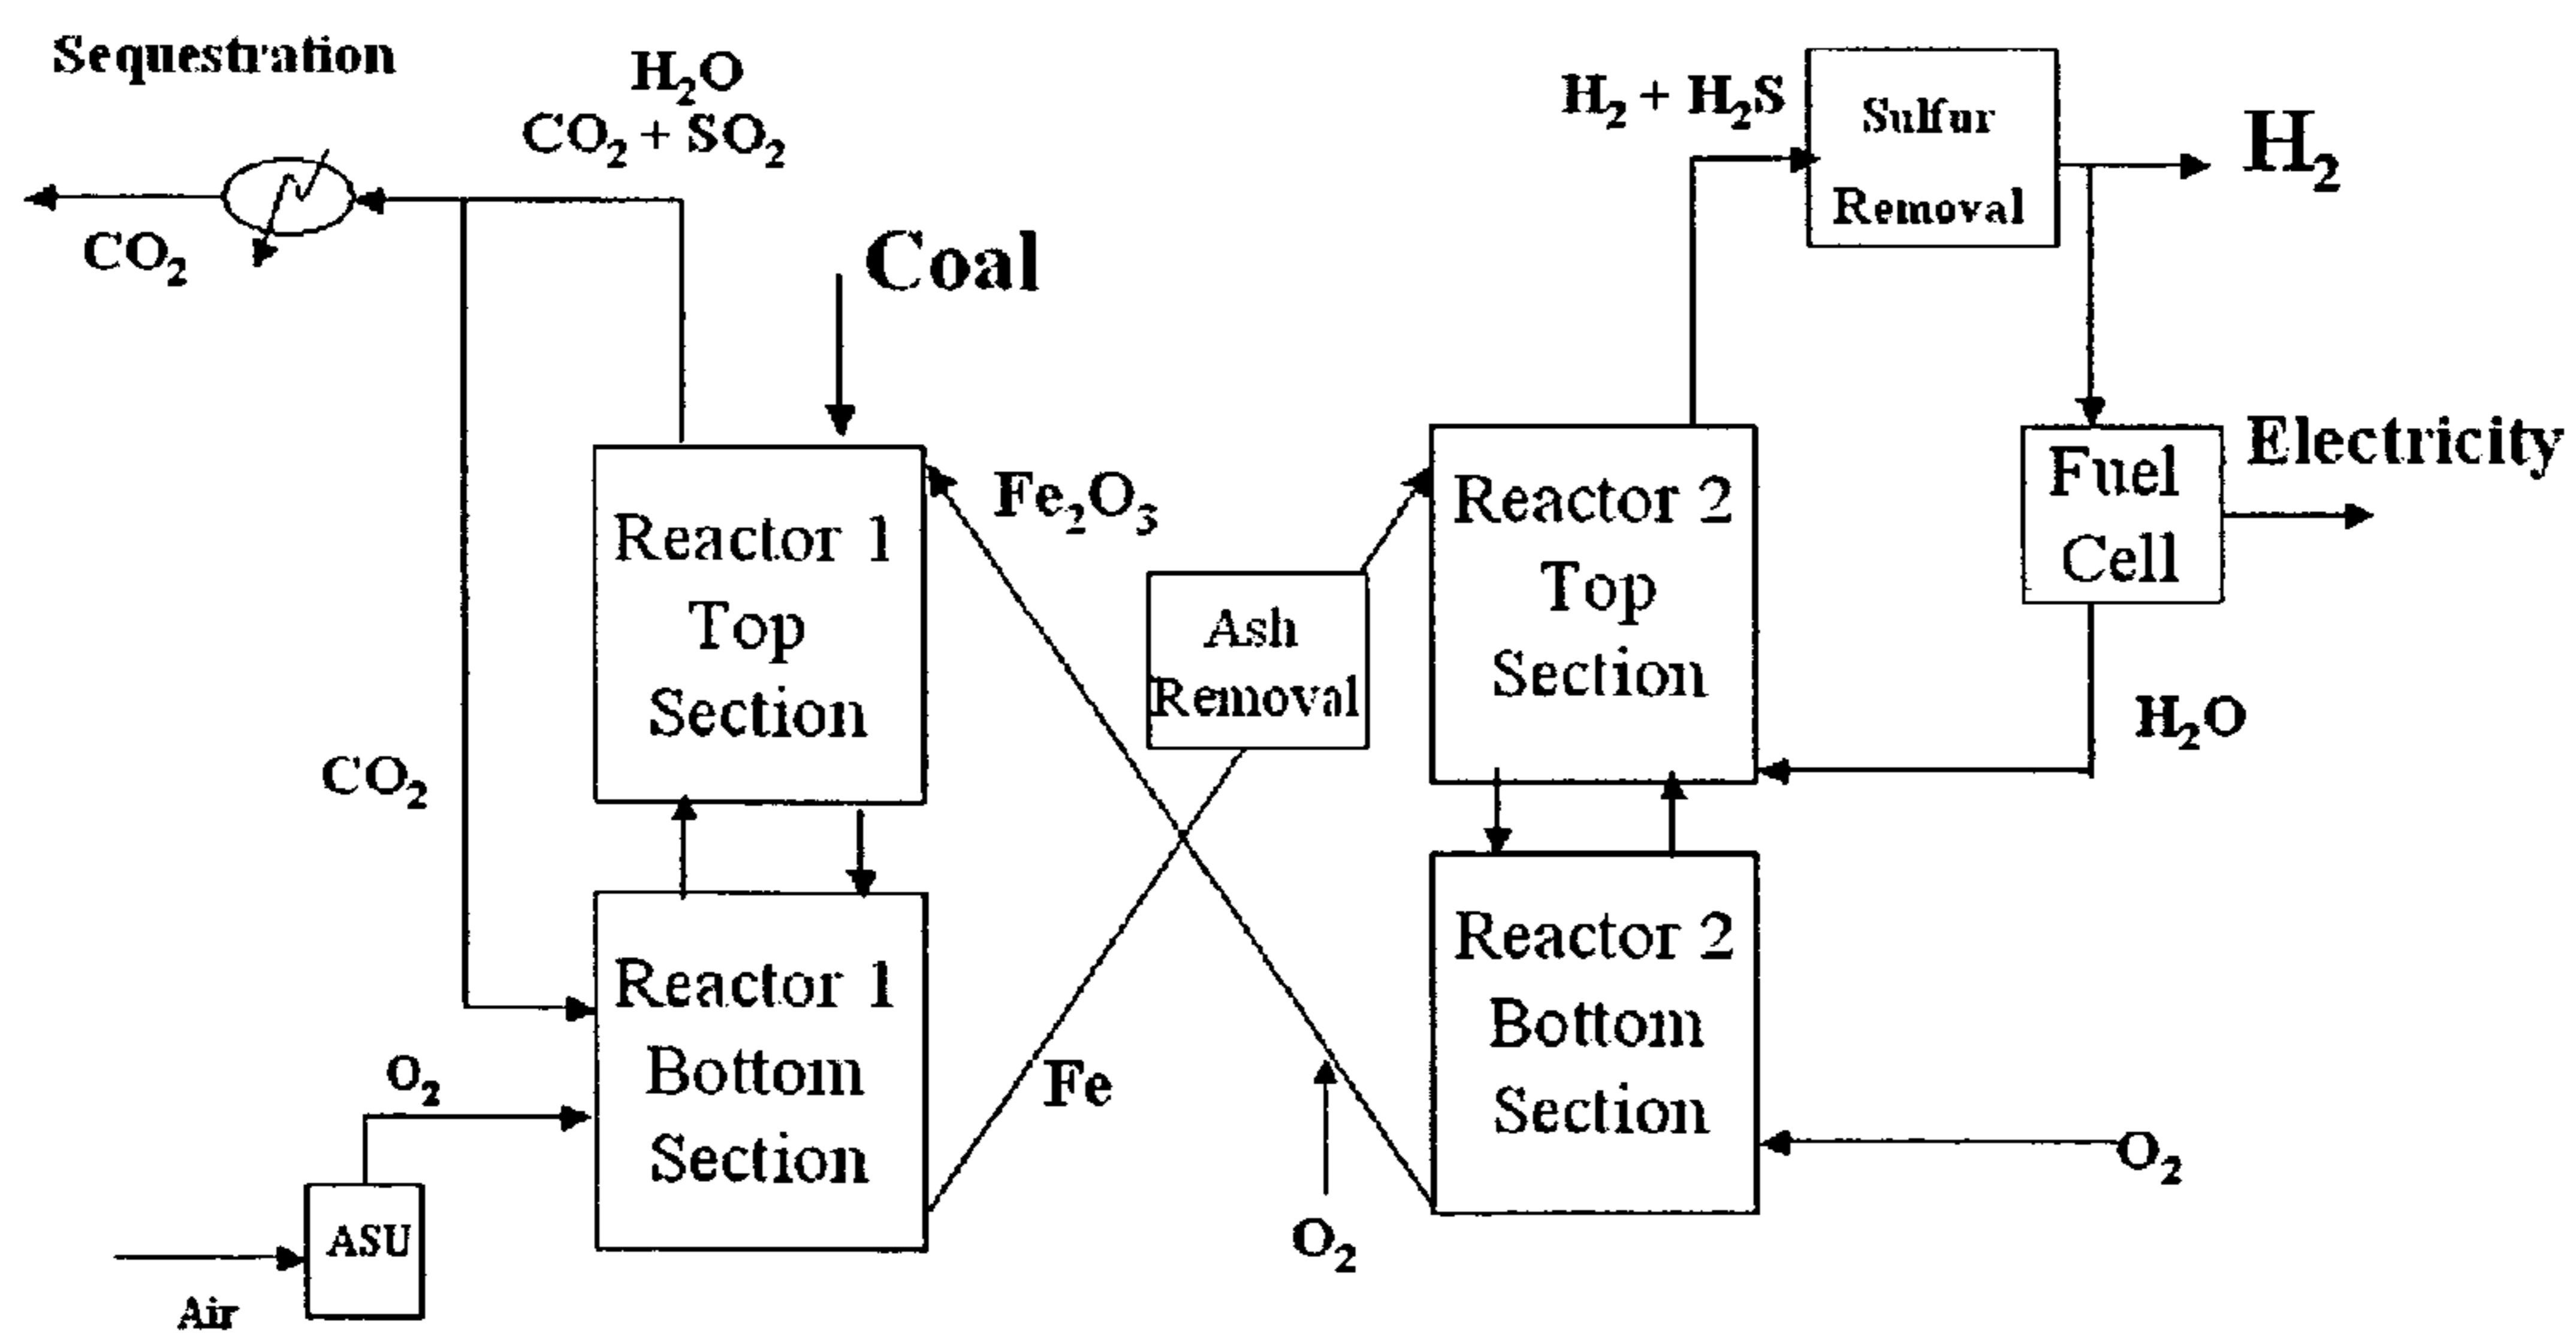 Sequestration
H₂O
CO₂ + SO₂
CO₂
Coal
H₂ + H₂S
Sulfur
Removal
H₂
Fe₂O₃
Reactor 1
Top
Section
Ash
Removal
Reactor 2
Top
Section
Fuel
Cell
Electricity
H₂O
CO₂
Reactor 1
Bottom
Section
Fe
Reactor 2
Bottom
Section
O₂
O₂
O₂
ASU
Air